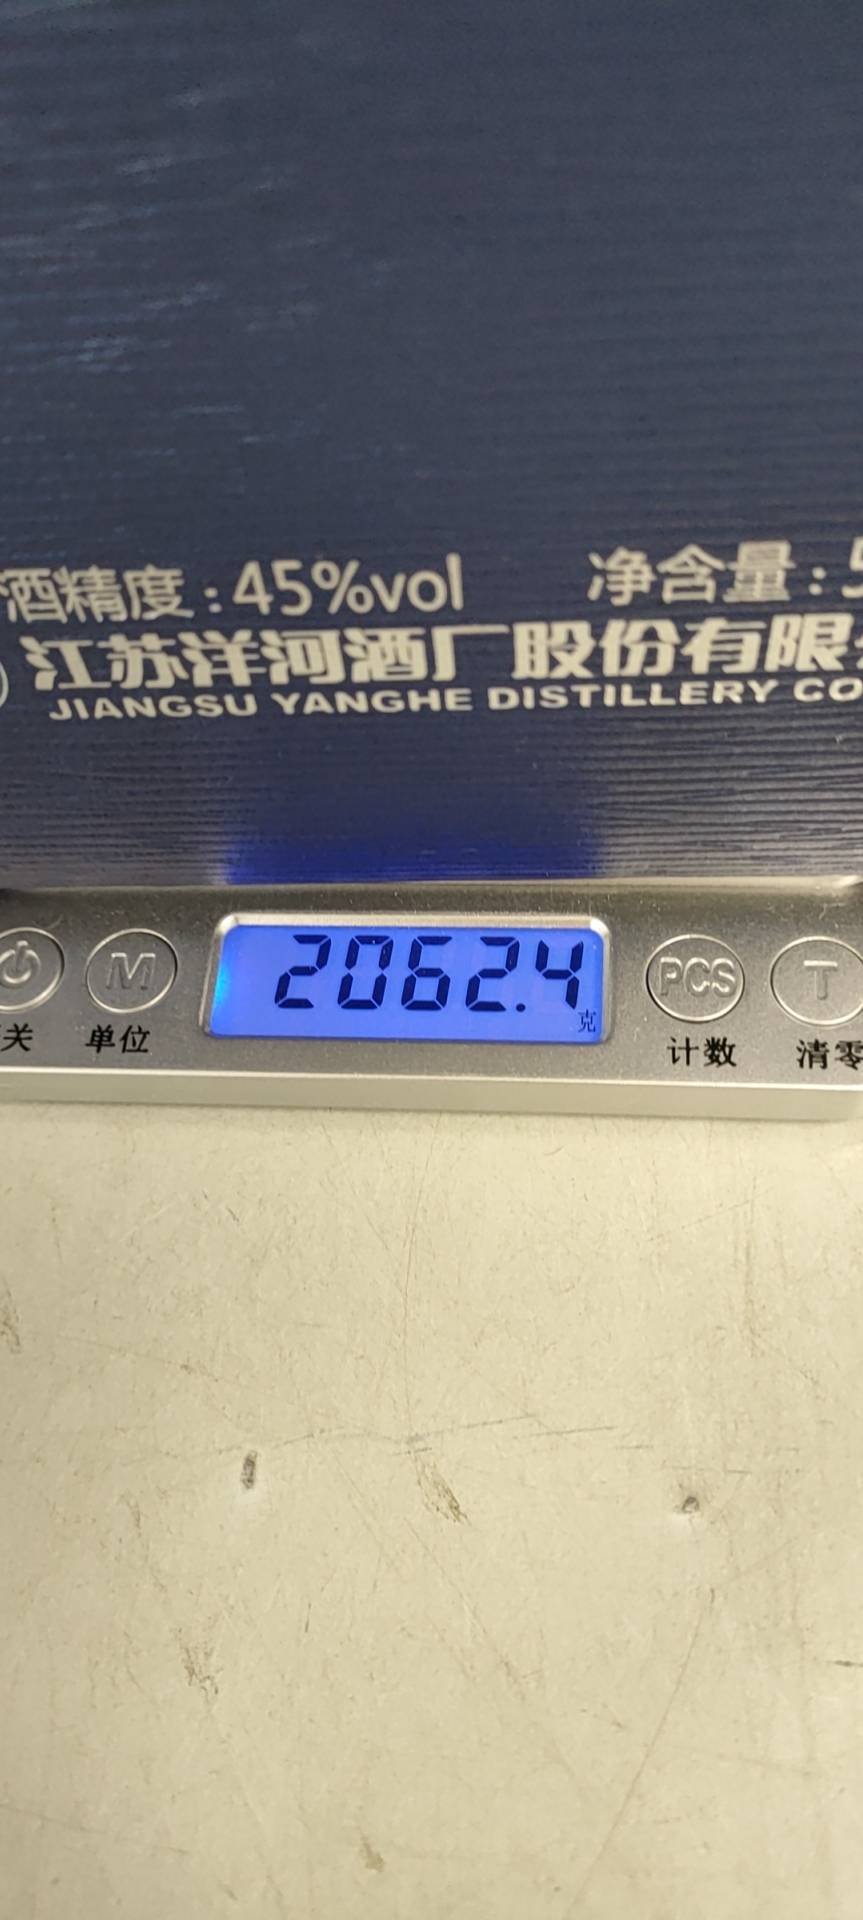 酒精度:45%vol 净含量:5
江苏洋河酒厂股份有限
JIANGSU YANGHE DISTILLERY CO
2062.4
克
M PCS T
关 单位 计数 清零